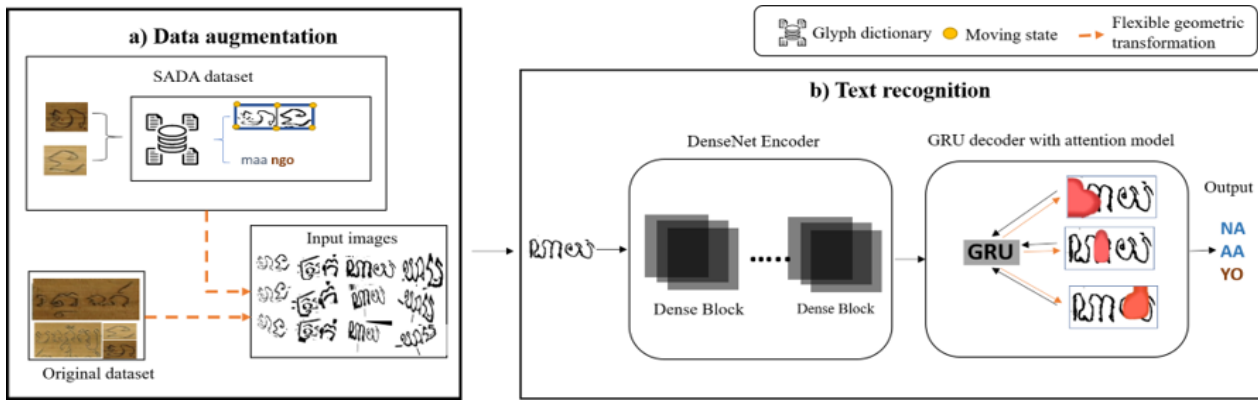 a) Data augmentation
SADA dataset
maa ngo
Input images
Original dataset
Glyph dictionary
Moving state
Flexible geometric
transformation
b) Text recognition
DenseNet Encoder
Dense Block
Dense Block
GRU decoder with attention model
GRU
Output
NA
AA
YO